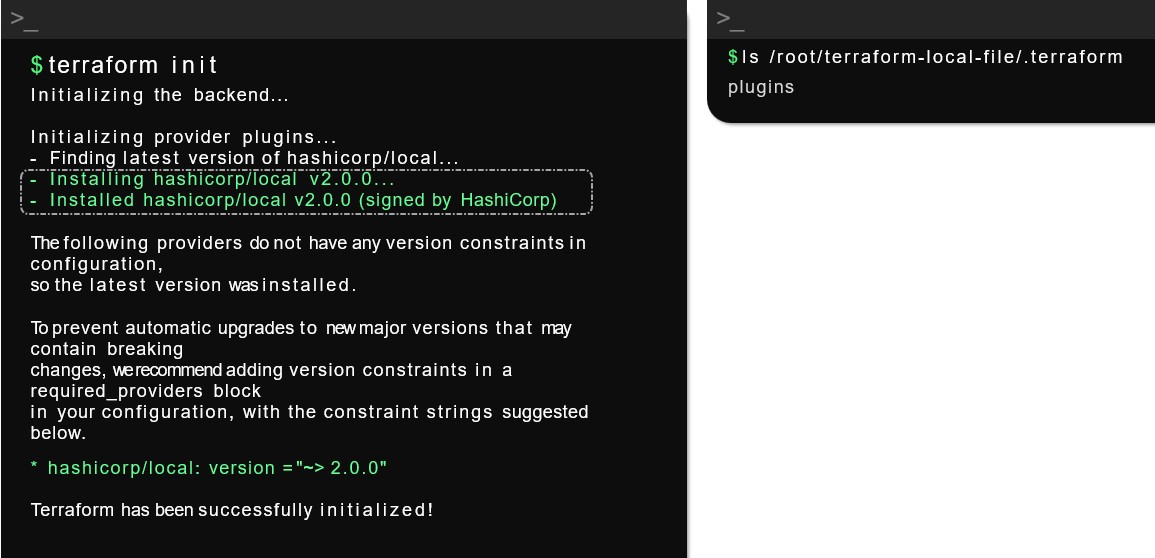 >_
$ terraform init
Initializing the backend...
Initializing provider plugins...
- Finding latest version of hashicorp/local...
- Installing hashicorp/local v2.0.0...
- Installed hashicorp/local v2.0.0 (signed by HashiCorp)
The following providers do not have any version constraints in
configuration,
so the latest version was installed.
To prevent automatic upgrades to new major versions that may
contain breaking
changes, we recommend adding version constraints in a
required_providers block
in your configuration, with the constraint strings suggested
below.
* hashicorp/local: version = "~> 2.0.0"
Terraform has been successfully initialized!
>_
$ ls /root/terraform-local-file/.terraform
plugins